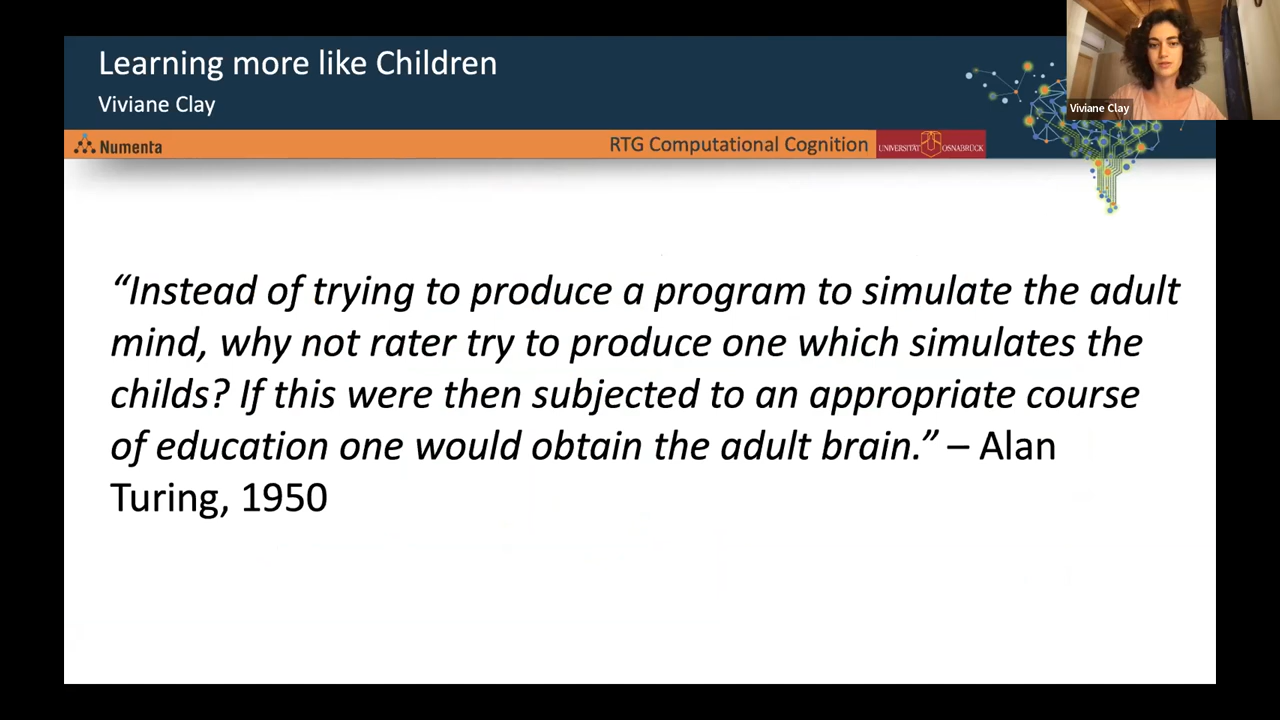 Learning more like Children
Viviane Clay
Viviane Clay
Numenta
RTG Computational Cognition
UNIVERSITÄT OSNABRÜCK
“Instead of trying to produce a program to simulate the adult
mind, why not rater try to produce one which simulates the
childs? If this were then subjected to an appropriate course
of education one would obtain the adult brain.” – Alan
Turing, 1950